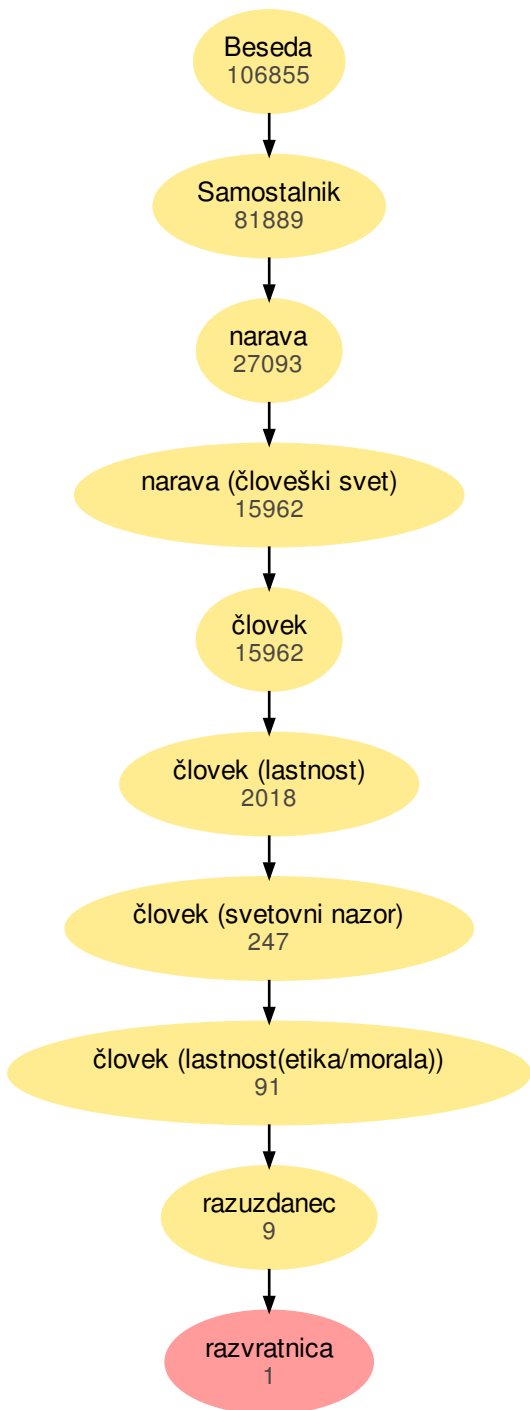 Beseda
106855
Samostalnik
81889
narava
27093
narava (človeški svet)
15962
človek
15962
človek (lastnost)
2018
človek (svetovni nazor)
247
človek (lastnost(etika/morala))
91
razuzdanec
9
razvratnica
1